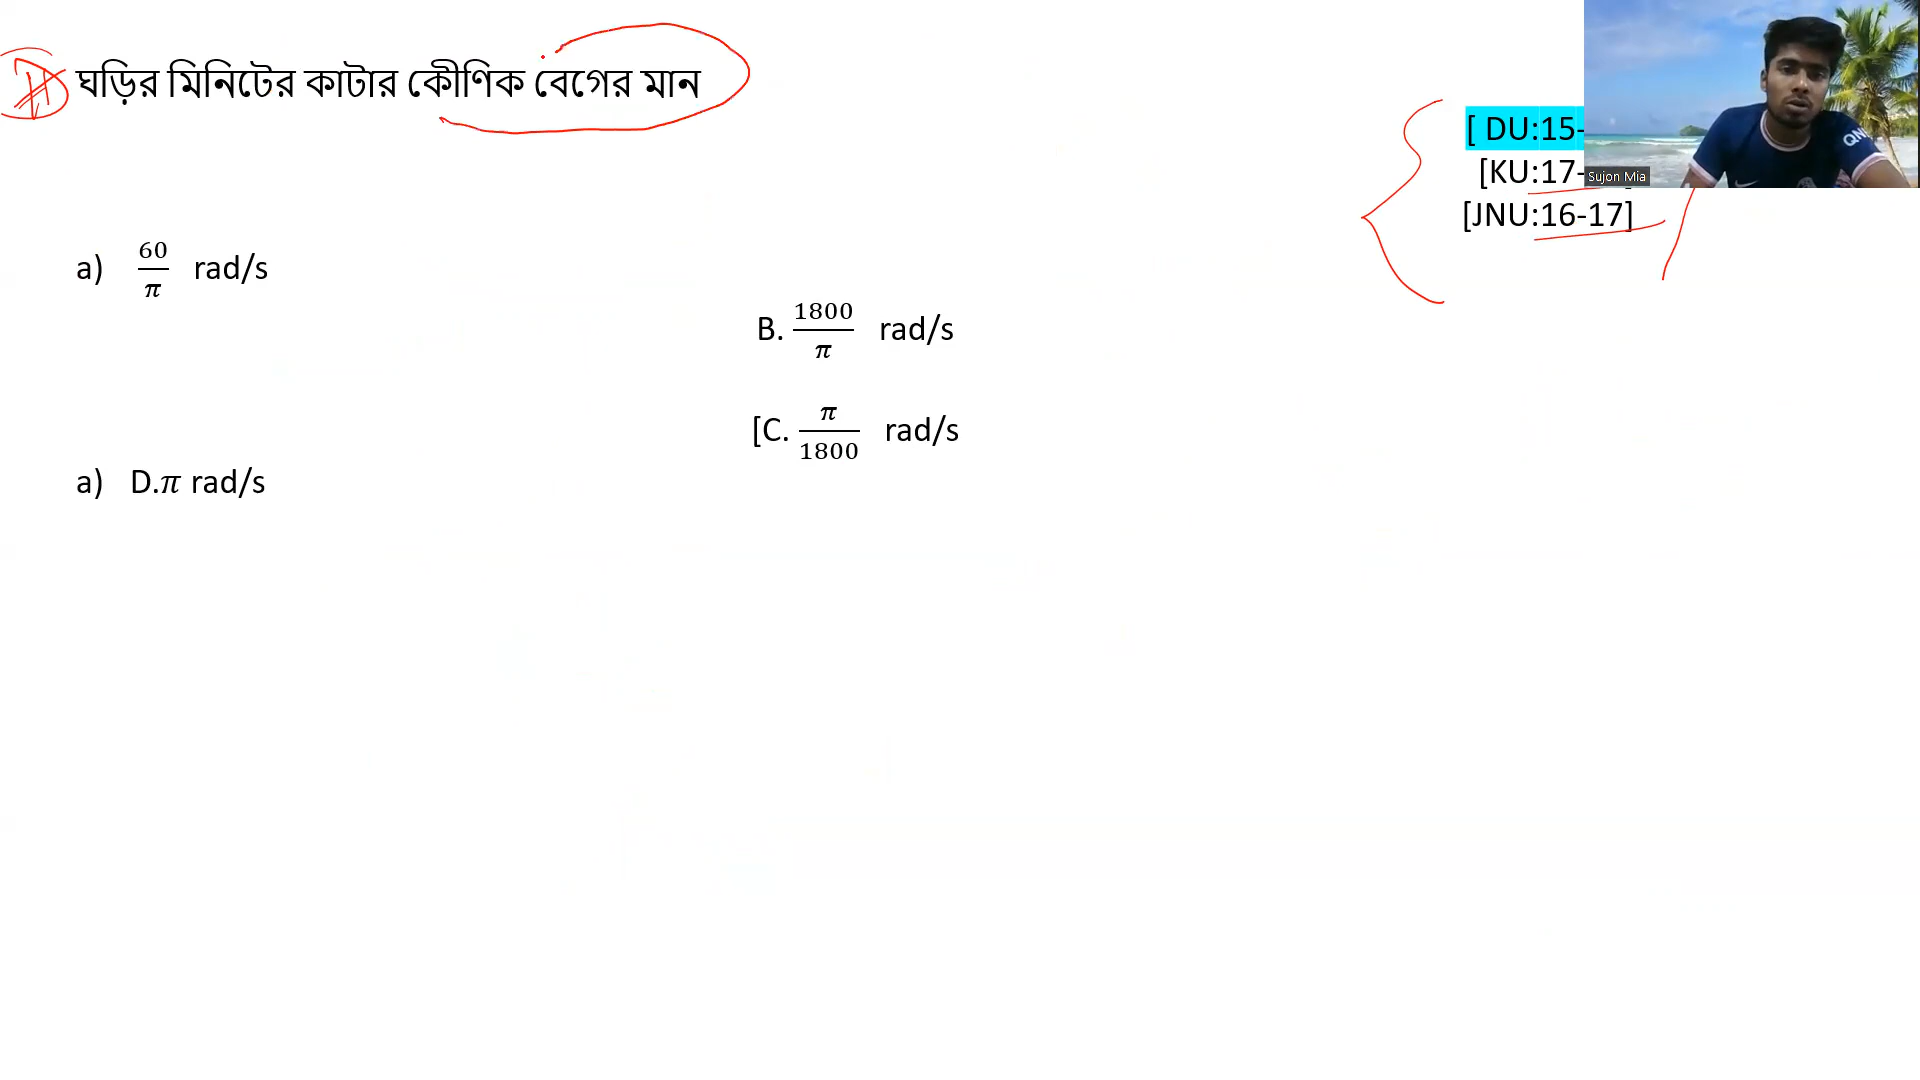 ঘড়ির মিনিটের কাটার কৌণিক বেগের মান
[ DU:15-
[KU:17-
[JNU:16-17]
Sujon Mia
a) 60/π rad/s
B. 1800/π rad/s
[C. π/1800 rad/s
a) D.π rad/s